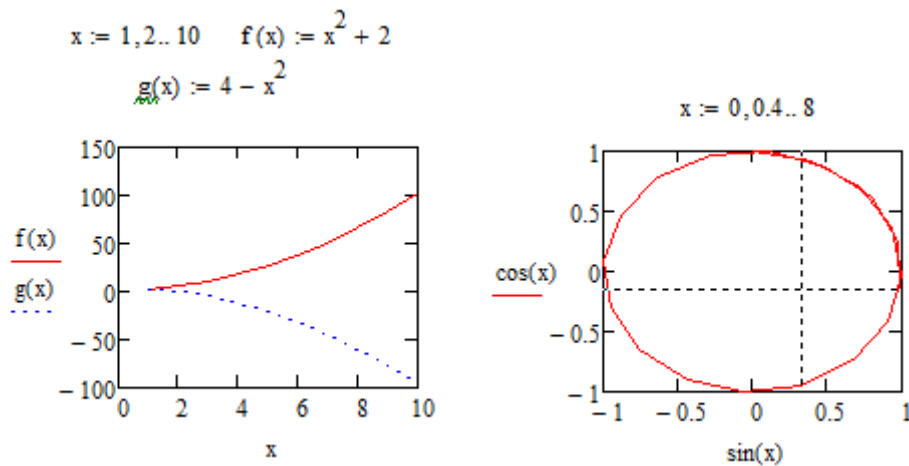 x := 1,2.. 10 f(x) := x² + 2
g(x) := 4 − x²
150
100
50
0
−50
−100
f(x)
g(x)
0 2 4 6 8 10
x
x := 0,0.4.. 8
1
0.5
0
−0.5
−1
cos(x)
−1 −0.5 0 0.5 1
sin(x)